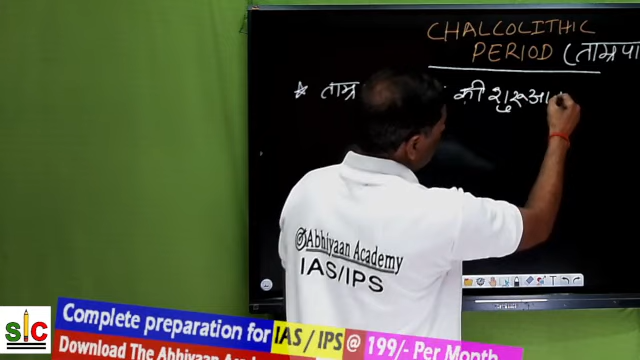 CHALCOLITHIC
PERIOD (ताम्रपा
☆ ताम्र की शुरूआ
Abhiyaan Academy
IAS/IPS
SIC
Complete preparation for IAS / IPS @ 199/- Per Month
Download The Abhiyaan